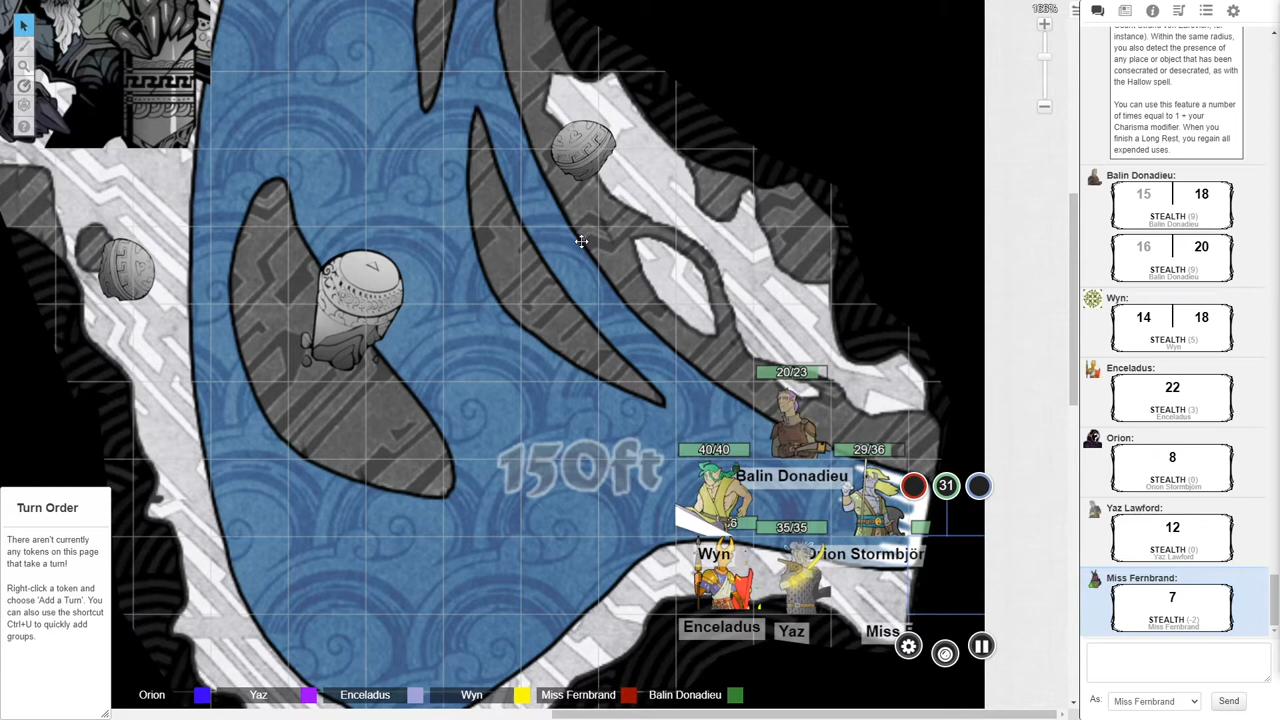 166%
Count Strahd von Zarovich, for
instance). Within the same radius,
you also detect the presence of
any place or object that has been
consecrated or desecrated, as with
the Hallow spell.
You can use this feature a number
of times equal to 1 + your
Charisma modifier. When you
finish a Long Rest, you regain all
expended uses.
Balin Donadieu:
15 18
STEALTH (9)
Balin Donadieu
16 20
STEALTH (9)
Balin Donadieu
Wyn:
14 18
STEALTH (5)
Wyn
Enceladus:
22
STEALTH (3)
Enceladus
Orion:
8
STEALTH (0)
Orion Stormbjörn
Yaz Lawford:
12
STEALTH (0)
Yaz Lawford
Miss Fernbrand:
7
STEALTH (-2)
Miss Fernbrand
As: Miss Fernbrand Send
150ft
20/23
40/40
29/36
Balin Donadieu
31
35/35
Wyn
Orion Stormbjör
Enceladus
Yaz
Miss
Turn Order
There aren't currently
any tokens on this page
that take a turn!
Right-click a token and
choose 'Add a Turn'. You
can also use the shortcut
Ctrl+U to quickly add
groups.
Orion Yaz Enceladus Wyn Miss Fernbrand Balin Donadieu